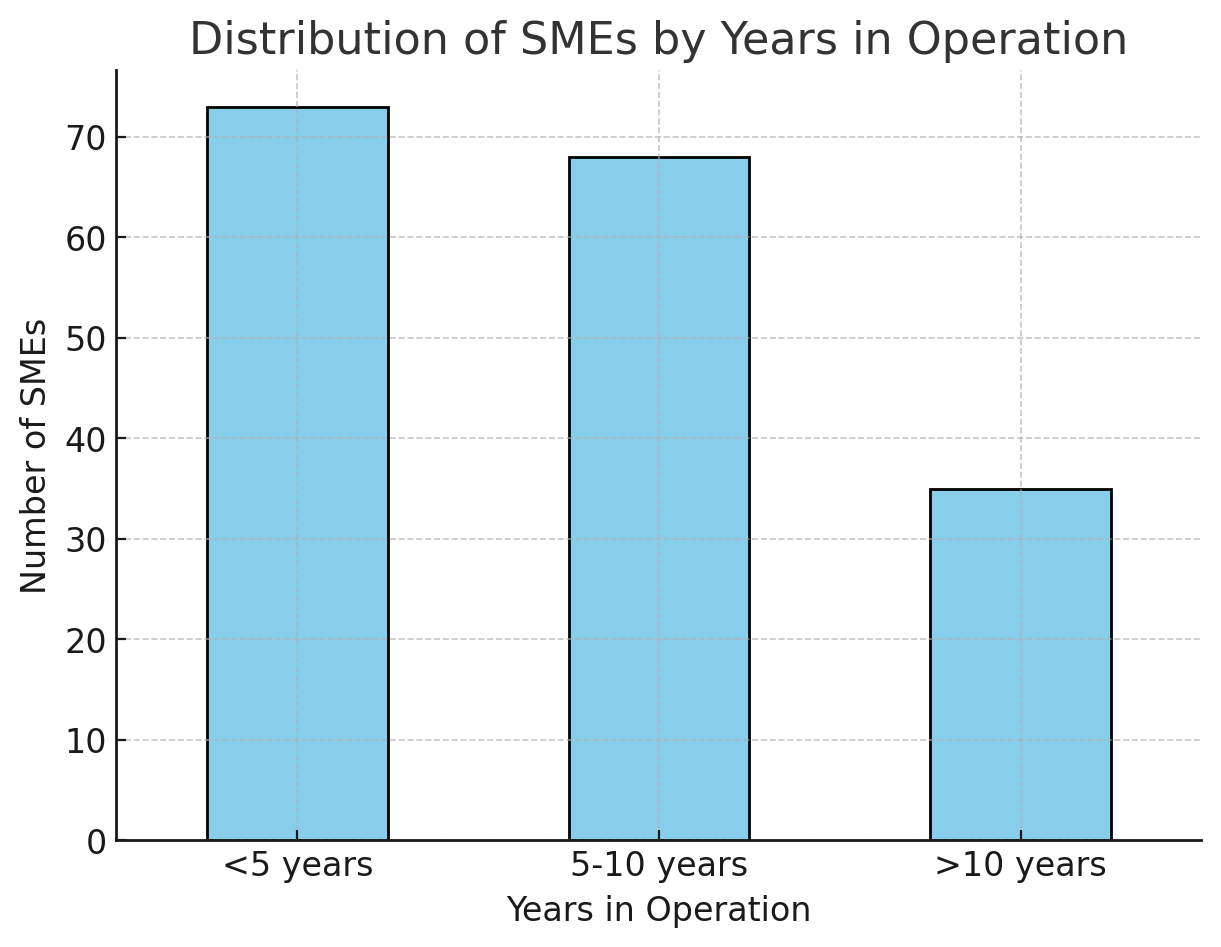 Distribution of SMEs by Years in Operation
Number of SMEs
70
60
50
40
30
20
10
0
<5 years 5-10 years >10 years
Years in Operation